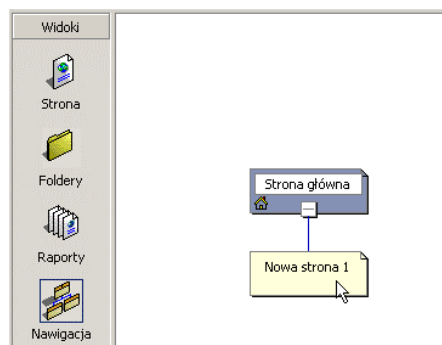 Widoki
Strona
Foldery
Raporty
Nawigacja
Strona główna
Nowa strona 1